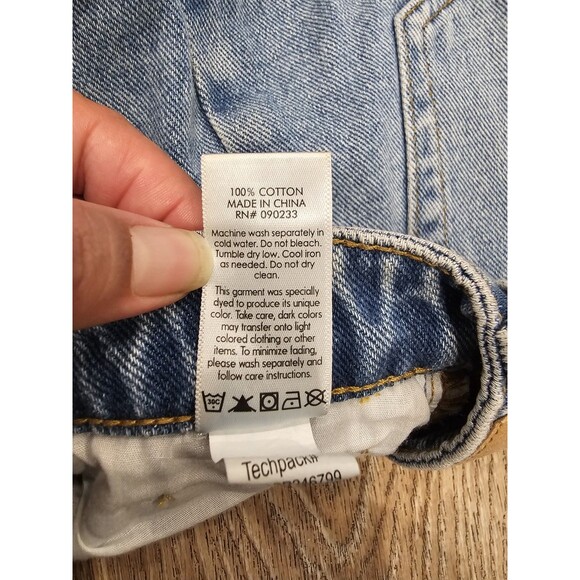 100% COTTON
MADE IN CHINA
RN# 090233
Machine wash separately in
cold water. Do not bleach.
Tumble dry low. Cool iron
as needed. Do not dry
clean.
This garment was specially
dyed to produce its unique
color. Take care, dark colors
may transfer onto light
colored clothing or other
items. To minimize fading,
please wash separately and
follow care instructions.
30C
Techpack#